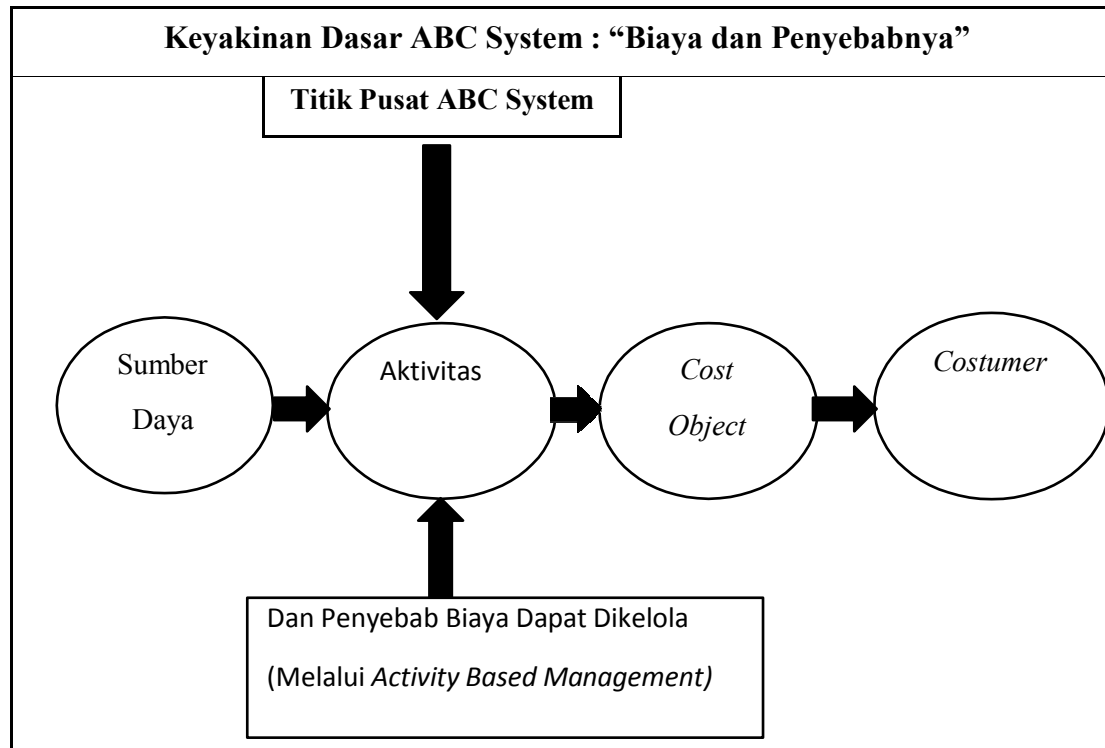 Keyakinan Dasar ABC System : “Biaya dan Penyebabnya”
Titik Pusat ABC System
Sumber
Daya
Aktivitas
Cost
Object
Costumer
Dan Penyebab Biaya Dapat Dikelola
(Melalui Activity Based Management)